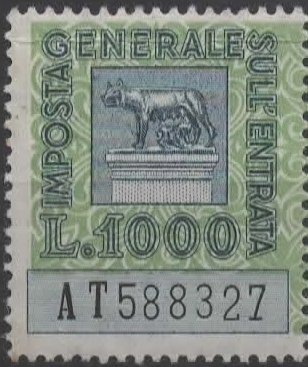 IMPOSTA
GENERALE
SULL'ENTRATA
L.1000
AT588327